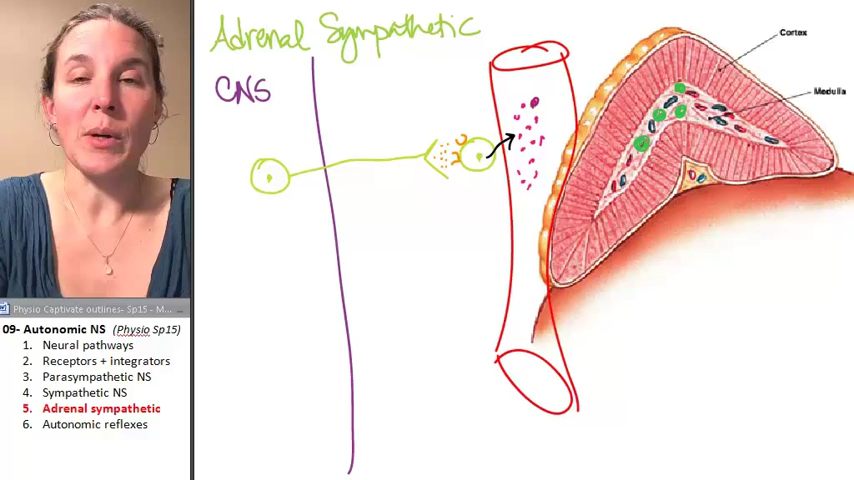 Adrenal Sympathetic
CNS
Cortex
Medulla
Physio Captivate outlines- Sp15 - M...
09- Autonomic NS (Physio Sp15)
1. Neural pathways
2. Receptors + integrators
3. Parasympathetic NS
4. Sympathetic NS
5. Adrenal sympathetic
6. Autonomic reflexes